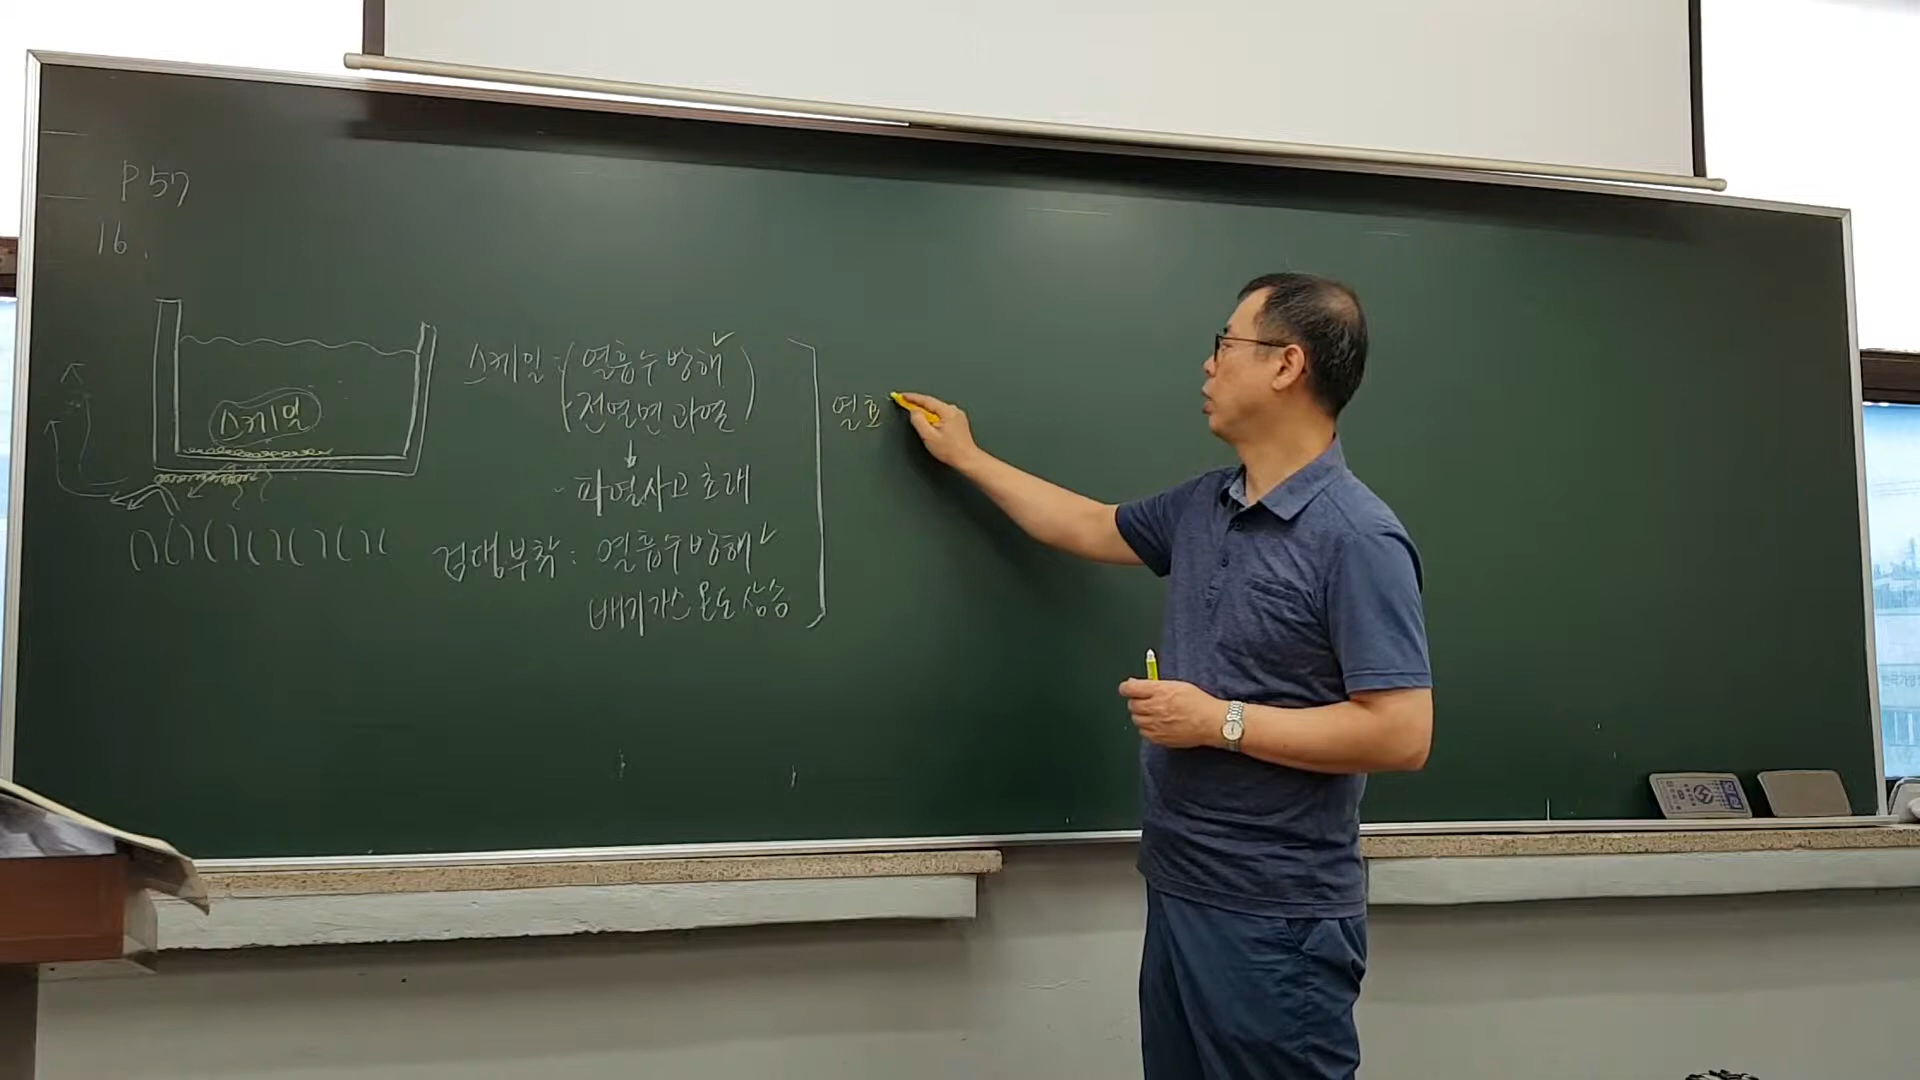 P 57
16.
스케일
스케일 : 열흡수 방해
전열면 과열
파열사고 초래
검댕부착 : 열흡수방해
배기가스 온도 상승
열효